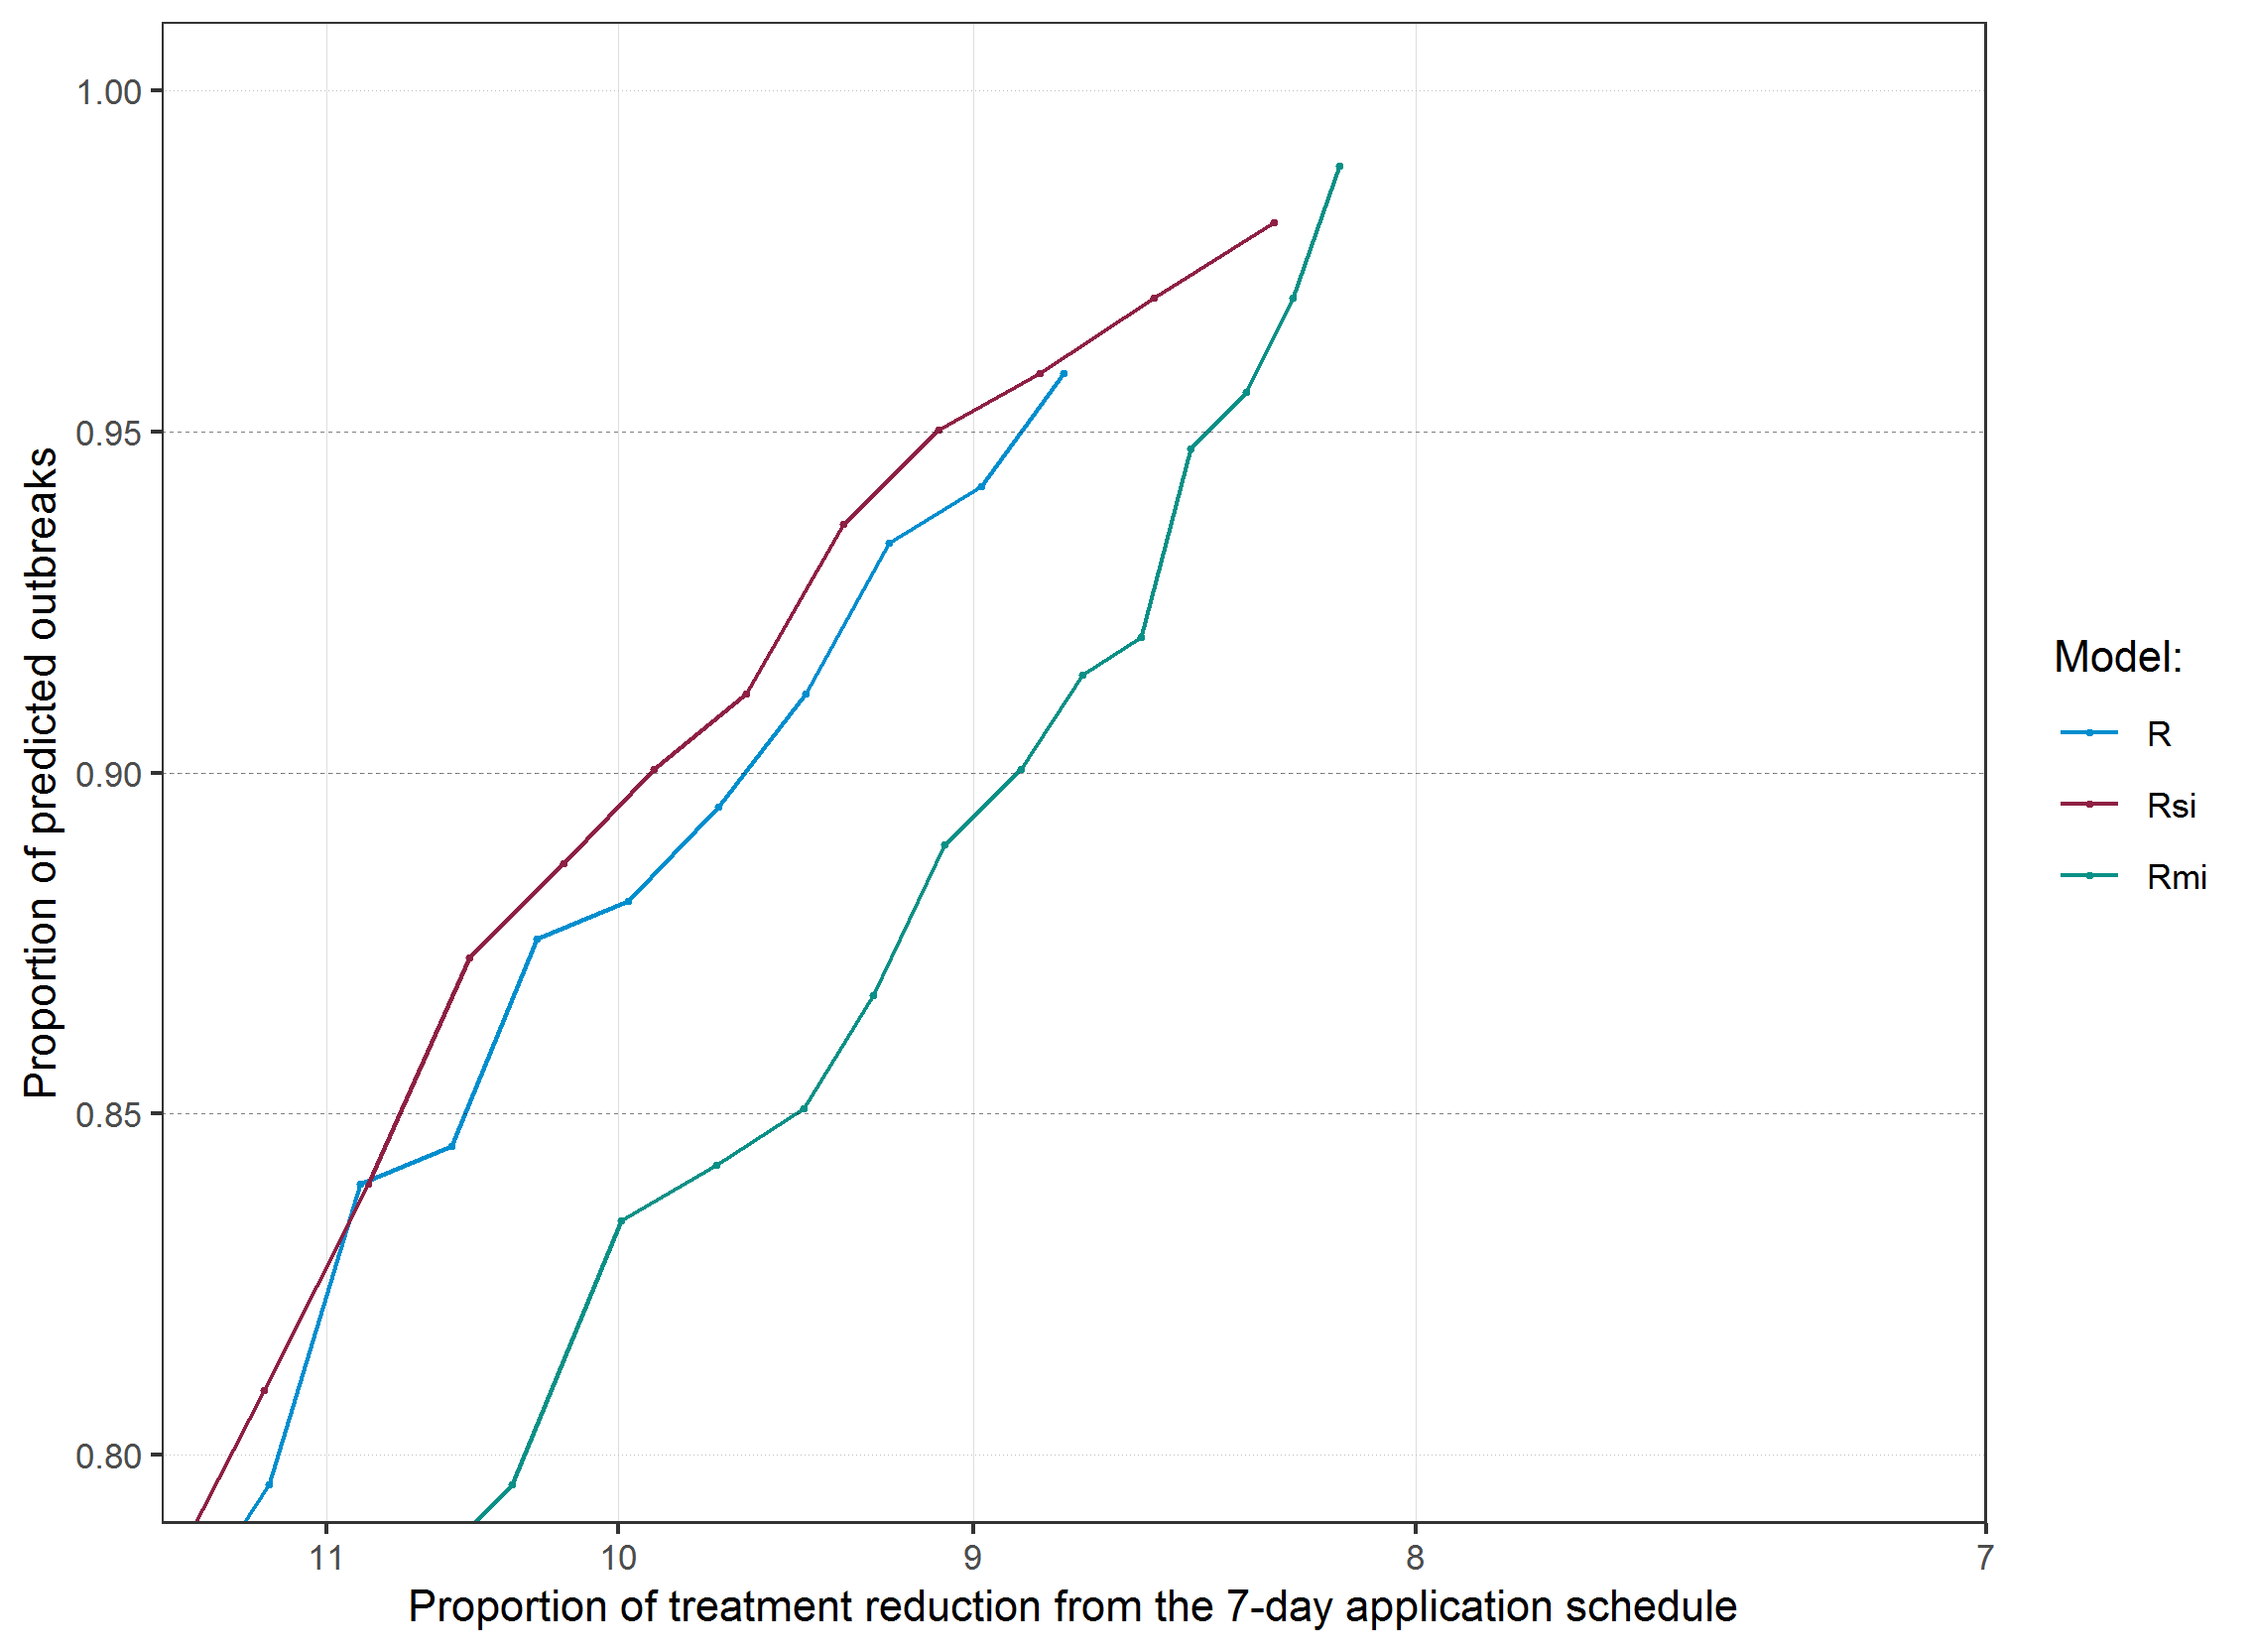 1.00
0.95
0.90
0.85
0.80
Proportion of predicted outbreaks
11 10 9 8 7
Proportion of treatment reduction from the 7-day application schedule
Model:
R
Rsi
Rmi